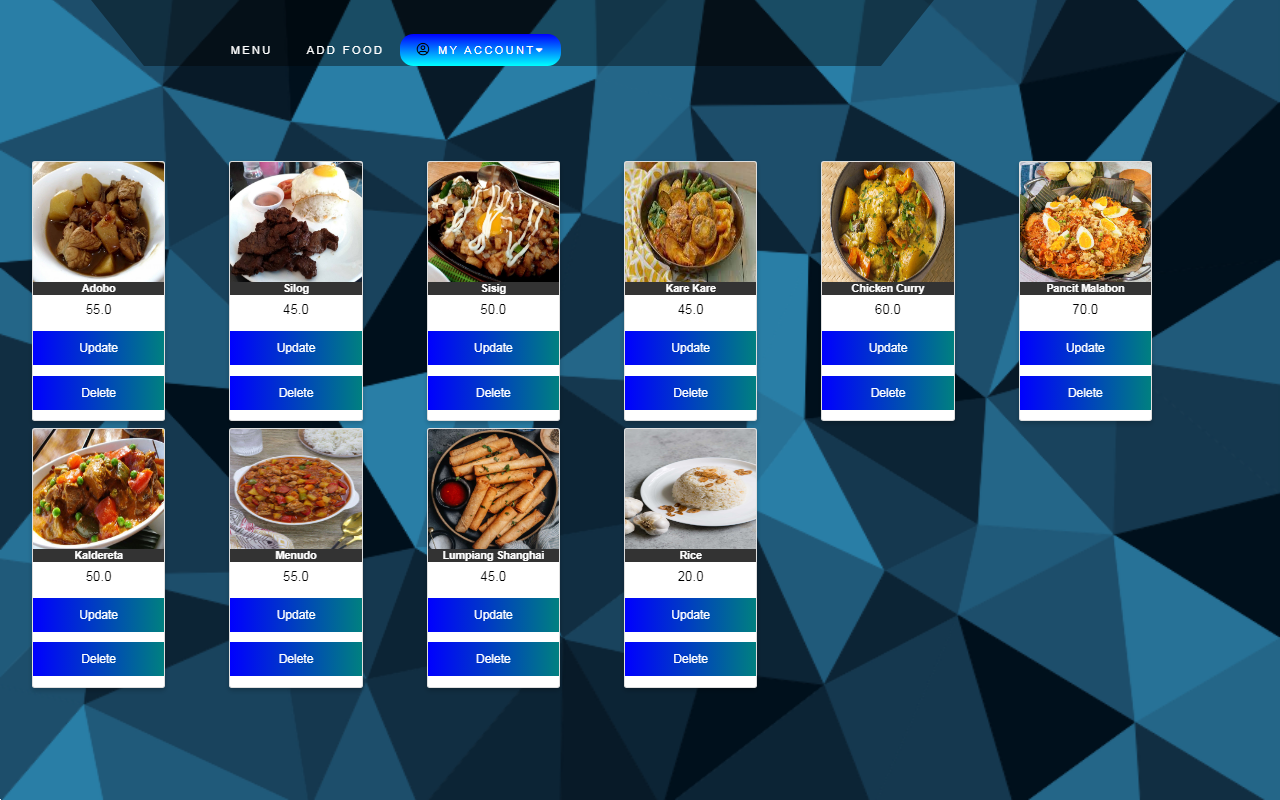 MENU ADD FOOD MY ACCOUNT
Adobo Silog Sisig Kare Kare Chicken Curry Pancit Malabon
55.0 45.0 50.0 45.0 60.0 70.0
Update Update Update Update Update Update
Delete Delete Delete Delete Delete Delete
Kaldereta Menudo Lumpiang Shanghai Rice
50.0 55.0 45.0 20.0
Update Update Update Update
Delete Delete Delete Delete